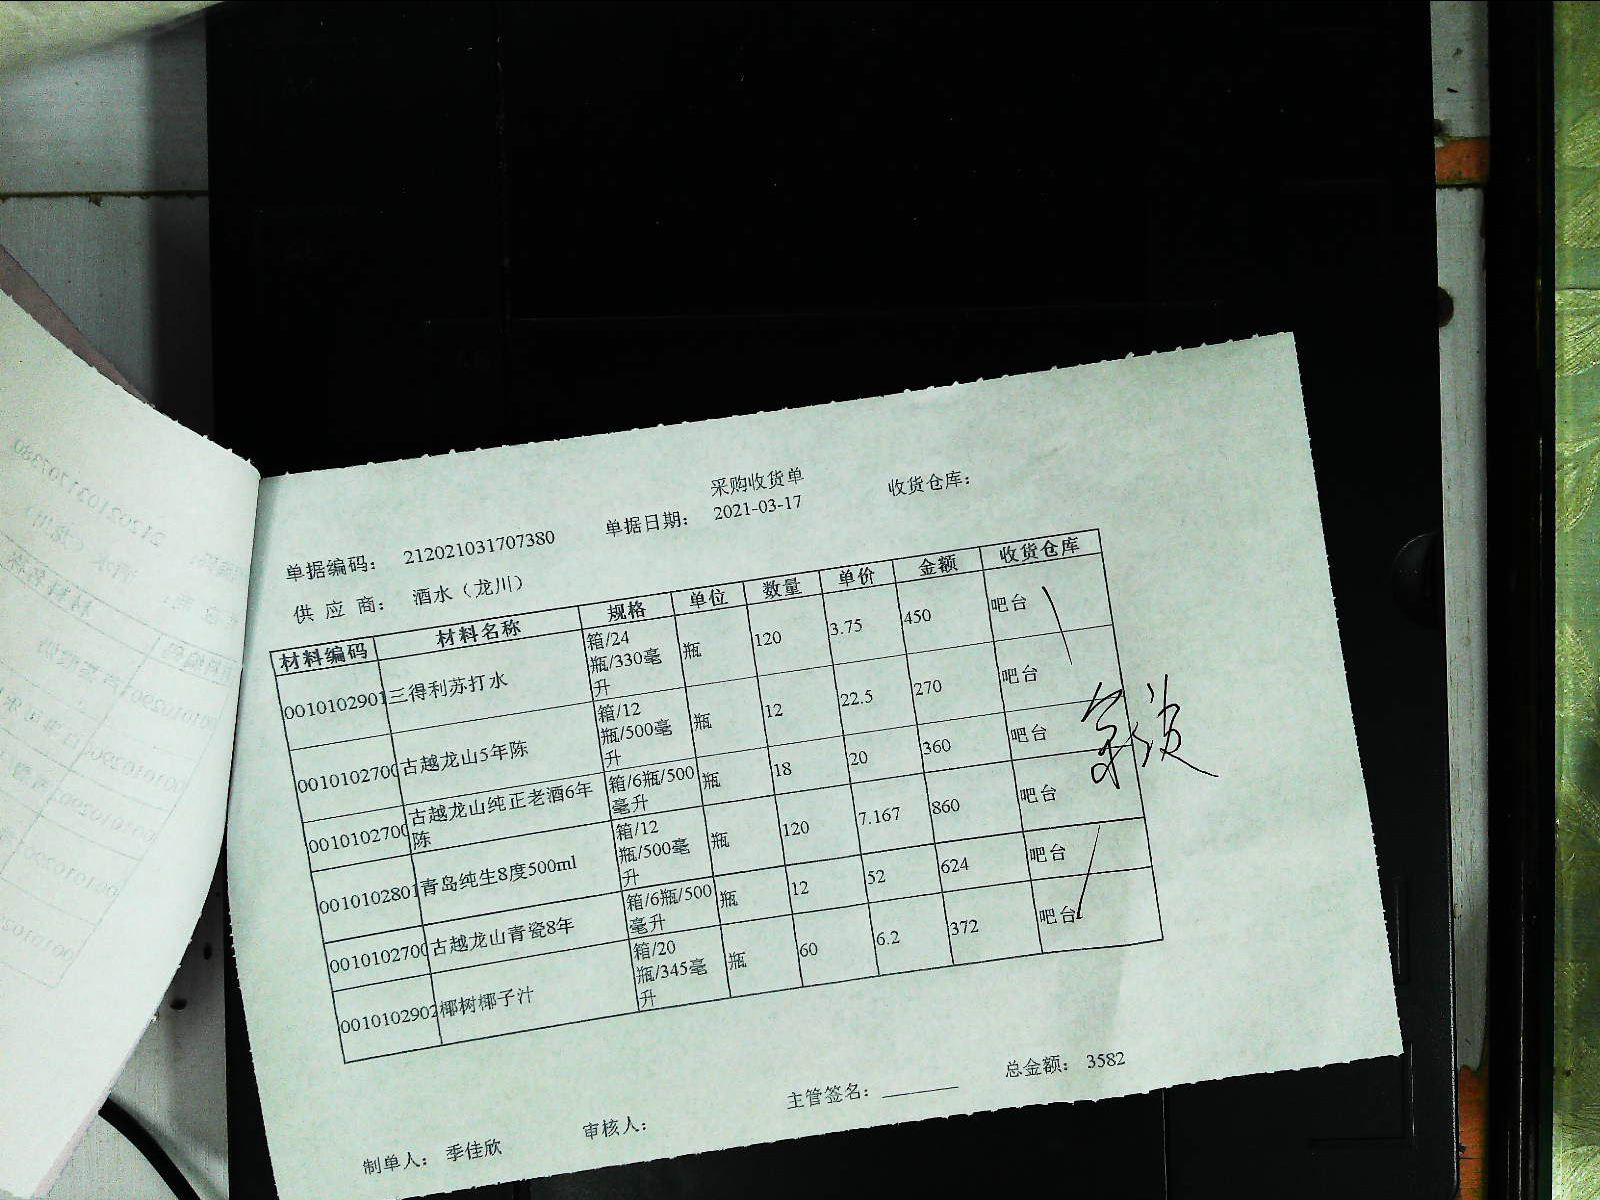 采购收货单
单据编码： 212021031707380 单据日期： 2021-03-17 收货仓库：
供 应 商： 酒水（龙川）
材料编码 材料名称 规格 单位 数量 单价 金额 收货仓库
0010102901 三得利苏打水 箱/24瓶/330毫升 瓶 120 3.75 450 吧台
001010270 古越龙山5年陈 箱/12瓶/500毫升 瓶 12 22.5 270 吧台
001010270 古越龙山纯正老酒6年陈 箱/6瓶/500毫升 瓶 18 20 360 吧台
0010102801 青岛纯生8度500ml 箱/12瓶/500毫升 瓶 120 7.167 860 吧台
001010270 古越龙山青瓷8年 箱/6瓶/500毫升 瓶 12 52 624 吧台
0010102902 椰树椰子汁 箱/20瓶/345毫升 瓶 60 6.2 372 吧台
制单人： 季佳欣 审核人： 主管签名： 总金额： 3582